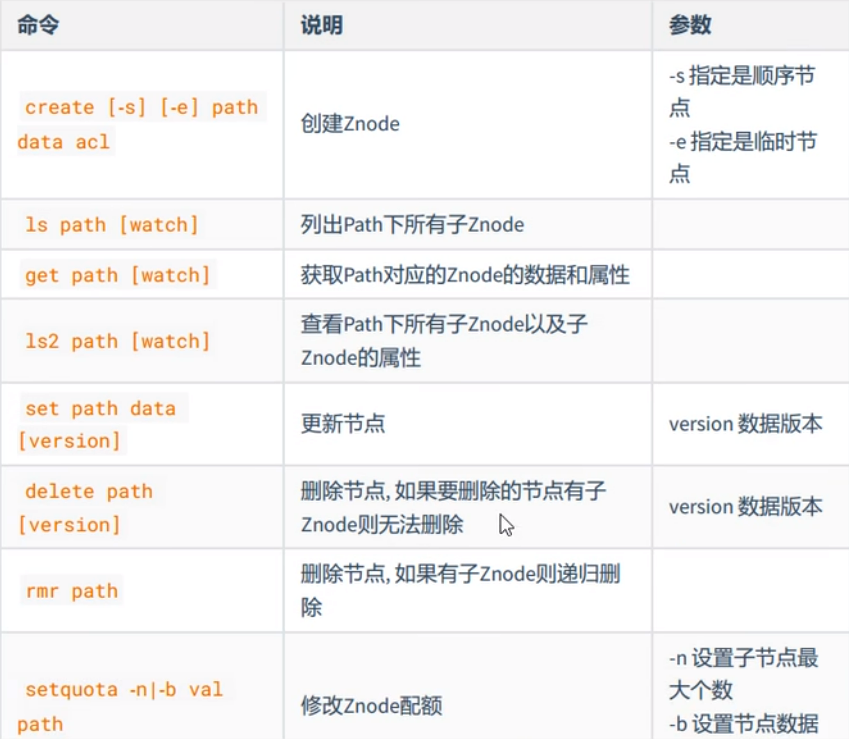 命令 说明 参数
create [-s] [-e] path
data acl
创建Znode
-s 指定是顺序节
点
-e 指定是临时节
点
ls path [watch]
列出Path下所有子Znode
get path [watch]
获取Path对应的Znode的数据和属性
ls2 path [watch]
查看Path下所有子Znode以及子
Znode的属性
set path data
[version]
更新节点
version 数据版本
delete path
[version]
删除节点, 如果要删除的节点有子
Znode则无法删除
version 数据版本
rmr path
删除节点, 如果有子Znode则递归删
除
setquota -n|-b val
path
修改Znode配额
-n 设置子节点最
大个数
-b 设置节点数据